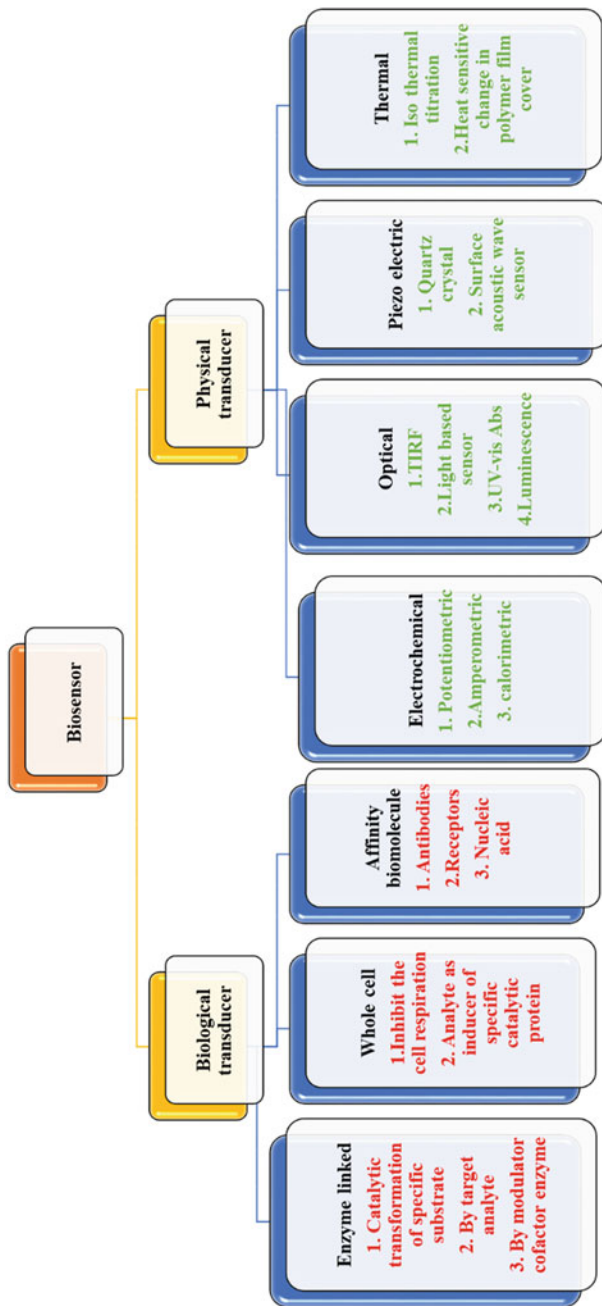 Biosensor
Biological
transducer
Physical
transducer
Enzyme linked
1. Catalytic
transformation
of specific
substrate
2. By target
analyte
3. By modulator
cofactor enzyme
Whole cell
1.Inhibit the
cell respiration
2. Analyte as
inducer of
specific
catalytic
protein
Affinity
biomolecule
1. Antibodies
2.Receptors
3. Nucleic
acid
Electrochemical
1. Potentiometric
2.Amperometric
3. calorimetric
Optical
1.TIRF
2.Light based
sensor
3.UV-vis Abs
4.Luminescence
Piezo electric
1. Quartz
crystal
2. Surface
acoustic wave
sensor
Thermal
1. Iso thermal
titration
2.Heat sensitive
change in
polymer film
cover